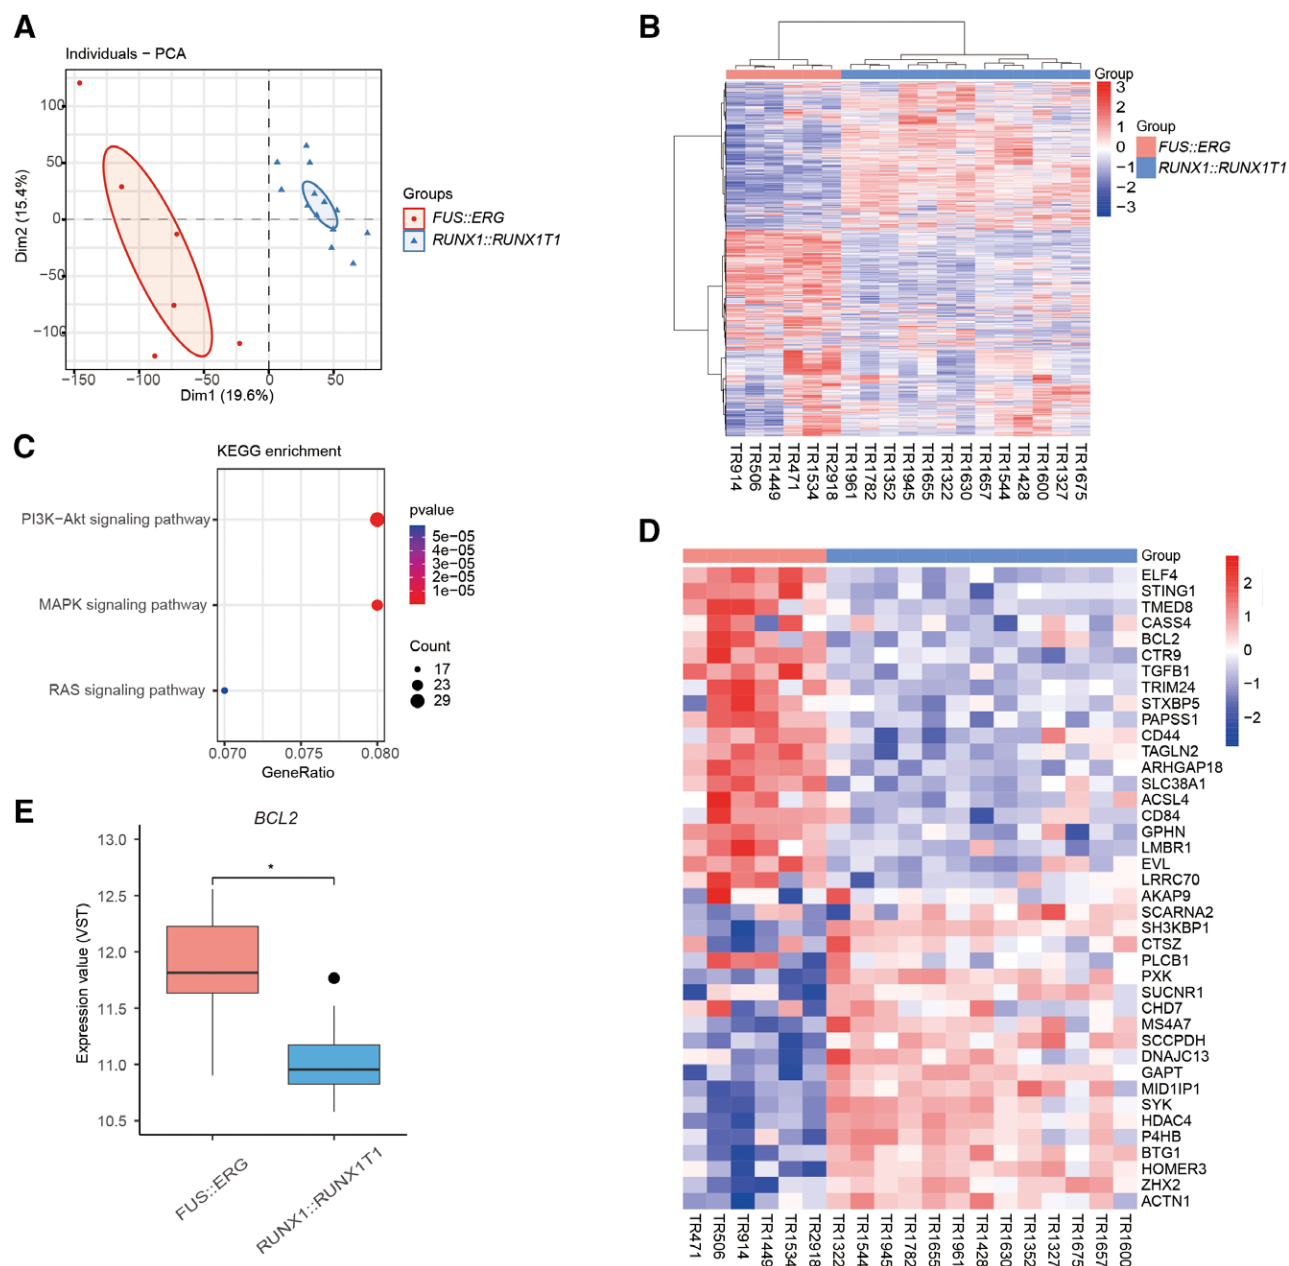 A
Individuals − PCA
Dim2 (15.4%)
100
50
0
−50
−100
−150
−100
−50
0
50
Dim1 (19.6%)
Groups
FUS::ERG
RUNX1::RUNX1T1
B
Group
3
2
1
0
−1
−2
−3
Group
FUS::ERG
RUNX1::RUNX1T1
TR914
TR506
TR1449
TR471
TR1534
TR2918
TR1961
TR1782
TR1352
TR1945
TR1655
TR1322
TR1630
TR1657
TR1544
TR1428
TR1600
TR1327
TR1675
C
KEGG enrichment
PI3K−Akt signaling pathway
MAPK signaling pathway
RAS signaling pathway
0.070
0.075
0.080
GeneRatio
pvalue
5e−05
4e−05
3e−05
2e−05
1e−05
Count
17
23
29
D
Group
ELF4
STING1
TMED8
CASS4
BCL2
CTR9
TGFB1
TRIM24
STXBP5
PAPSS1
CD44
TAGLN2
ARHGAP18
SLC38A1
ACSL4
CD84
GPHN
LMBR1
EVL
LRRC70
AKAP9
SCARNA2
SH3KBP1
CTSZ
PLCB1
PXK
SUCNR1
CHD7
MS4A7
SCCPDH
DNAJC13
GAPT
MID1IP1
SYK
HDAC4
P4HB
BTG1
HOMER3
ZHX2
ACTN1
2
1
0
−1
−2
TR471
TR506
TR914
TR1449
TR1534
TR2918
TR1322
TR1544
TR1945
TR1782
TR1655
TR1961
TR1428
TR1630
TR1352
TR1327
TR1675
TR1657
TR1600
E
BCL2
*
Expression value (VST)
13.0
12.5
12.0
11.5
11.0
10.5
FUS::ERG
RUNX1::RUNX1T1